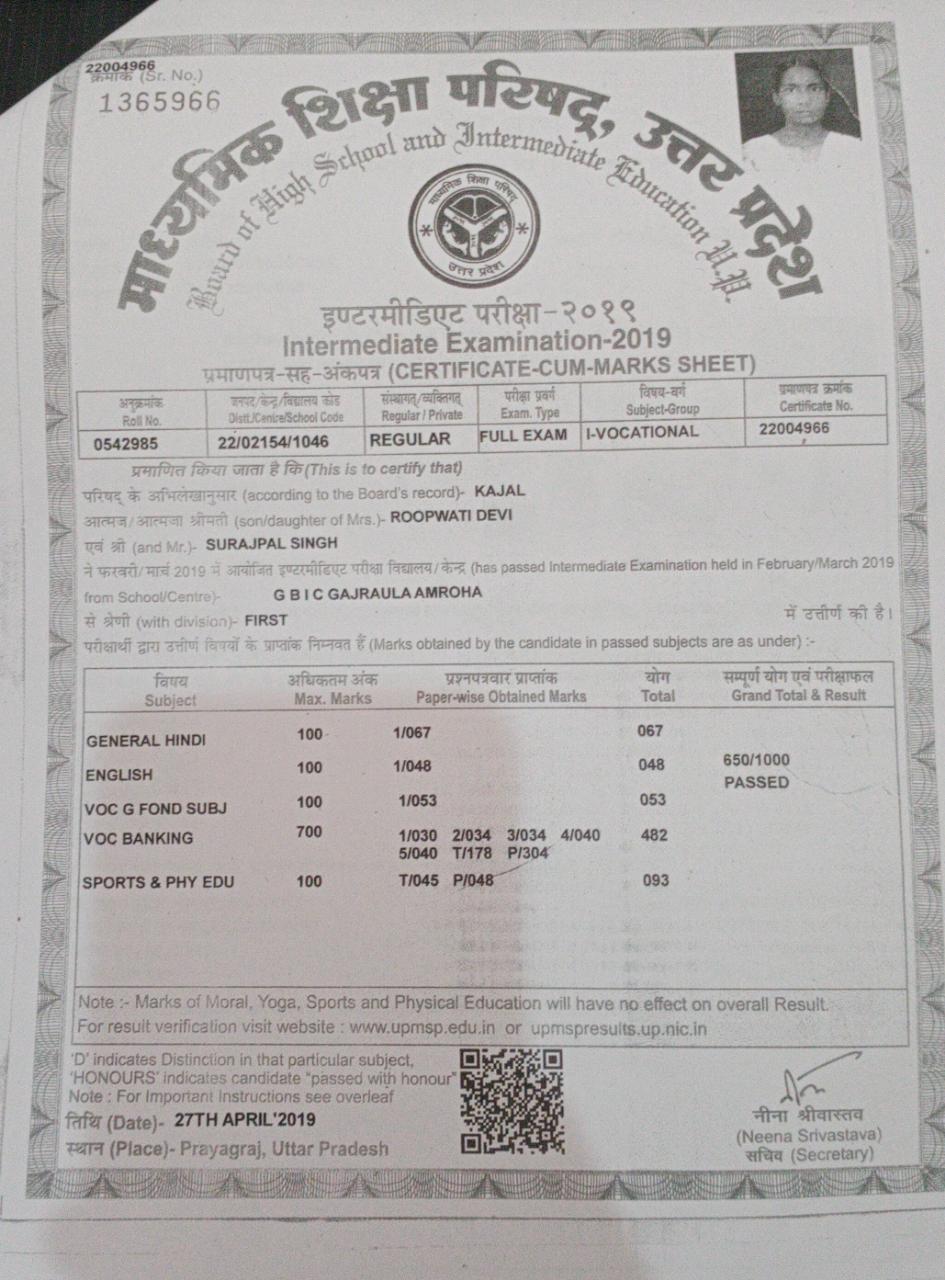 22004966
क्रमांक (Sr. No.)
1365966
माध्यमिक शिक्षा परिषद्, उत्तर प्रदेश
Board of High School and Intermediate Education U.P.
माध्यमिक शिक्षा परिषद्
उत्तर प्रदेश
इण्टरमीडिएट परीक्षा-२०१९
Intermediate Examination-2019
प्रमाणपत्र-सह-अंकपत्र (CERTIFICATE-CUM-MARKS SHEET)
अनुक्रमांक जनपद/केन्द्र/विद्यालय कोड संस्थागत/व्यक्तिगत परीक्षा प्रवर्ग विषय-वर्ग प्रमाणपत्र क्रमांक
Roll No. Distt./Centre/School Code Regular / Private Exam. Type Subject-Group Certificate No.
0542985 22/02154/1046 REGULAR FULL EXAM I-VOCATIONAL 22004966
प्रमाणित किया जाता है कि (This is to certify that)
परिषद् के अभिलेखानुसार (according to the Board's record)- KAJAL
आत्मज/आत्मजा श्रीमती (son/daughter of Mrs.)- ROOPWATI DEVI
एवं श्री (and Mr.)- SURAJPAL SINGH
ने फरवरी/मार्च 2019 में आयोजित इण्टरमीडिएट परीक्षा विद्यालय/केन्द्र (has passed Intermediate Examination held in February/March 2019
from School/Centre)- G B I C GAJRAULA AMROHA
से श्रेणी (with division)- FIRST में उत्तीर्ण की है।
परीक्षार्थी द्वारा उत्तीर्ण विषयों के प्राप्तांक निम्नवत हैं (Marks obtained by the candidate in passed subjects are as under) :-
विषय अधिकतम अंक प्रश्नपत्रवार प्राप्तांक योग सम्पूर्ण योग एवं परीक्षाफल
Subject Max. Marks Paper-wise Obtained Marks Total Grand Total & Result
GENERAL HINDI 100 1/067 067
ENGLISH 100 1/048 048 650/1000
PASSED
VOC G FOND SUBJ 100 1/053 053
VOC BANKING 700 1/030 2/034 3/034 4/040 482
5/040 T/178 P/304
SPORTS & PHY EDU 100 T/045 P/048 093
Note :- Marks of Moral, Yoga, Sports and Physical Education will have no effect on overall Result.
For result verification visit website : www.upmsp.edu.in or upmspresults.up.nic.in
'D' indicates Distinction in that particular subject,
'HONOURS' indicates candidate "passed with honour"
Note : For Important Instructions see overleaf
तिथि (Date)- 27TH APRIL'2019
स्थान (Place)- Prayagraj, Uttar Pradesh
नीना श्रीवास्तव
(Neena Srivastava)
सचिव (Secretary)